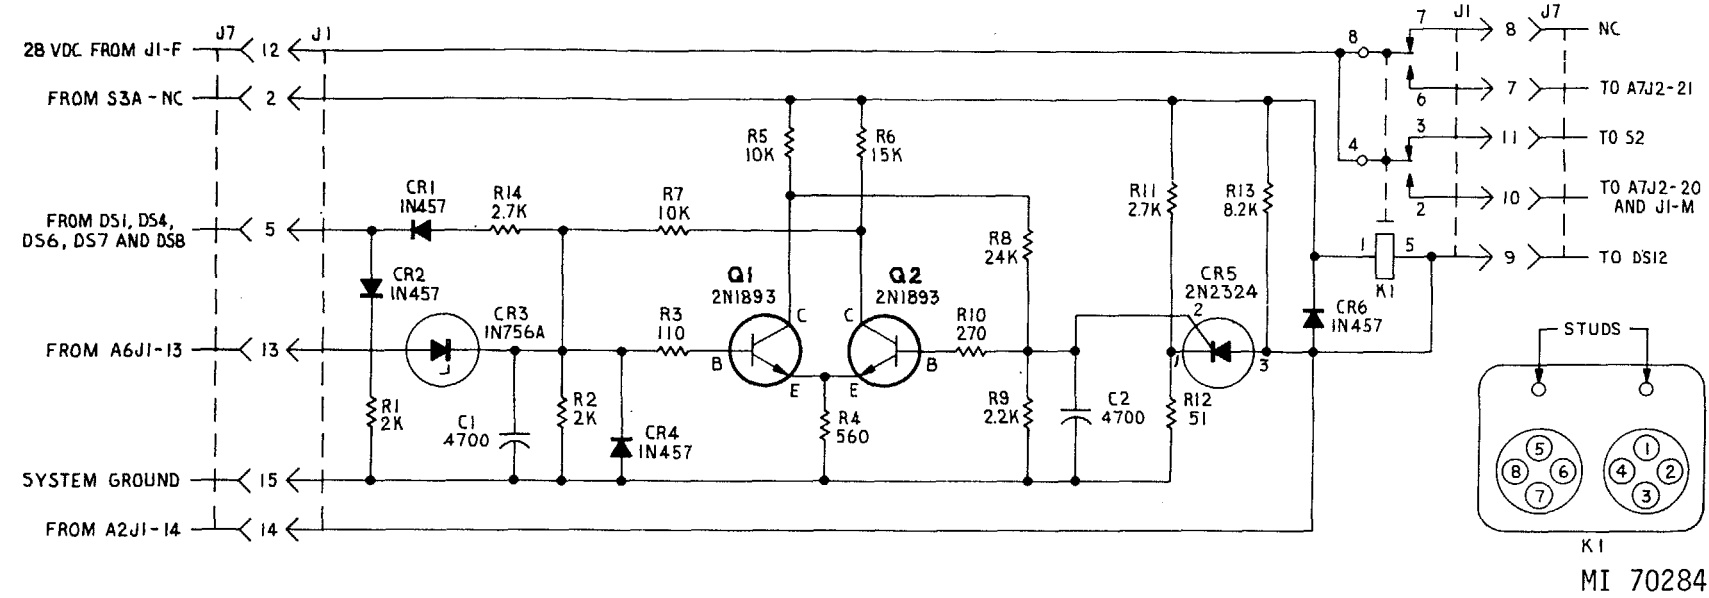 J7 J1
28 VDC FROM J1-F 12
FROM S3A - NC 2
FROM DS1, DS4,
DS6, DS7 AND DS8 5
FROM A6J1-13 13
SYSTEM GROUND 15
FROM A2J1-14 14
CR1
1N457
R14
2.7K
R7
10K
CR2
1N457
CR3
1N756A
R1
2K
C1
4700
R2
2K
CR4
1N457
R3
110
R5
10K
R6
15K
Q1
2N1893
C
B
E
Q2
2N1893
C
B
E
R4
560
R10
270
R8
24K
R9
2.2K
C2
4700
R11
2.7K
R13
8.2K
CR5
2N2324
2
1
3
R12
51
CR6
1N457
8
7
6
4
3
2
1
5
K1
J1 J7
8 NC
7 TO A7J2-21
11 TO S2
10 TO A7J2-20
AND J1-M
9 TO DS12
STUDS
5
8 6
7
1
4 2
3
K1
MI 70284